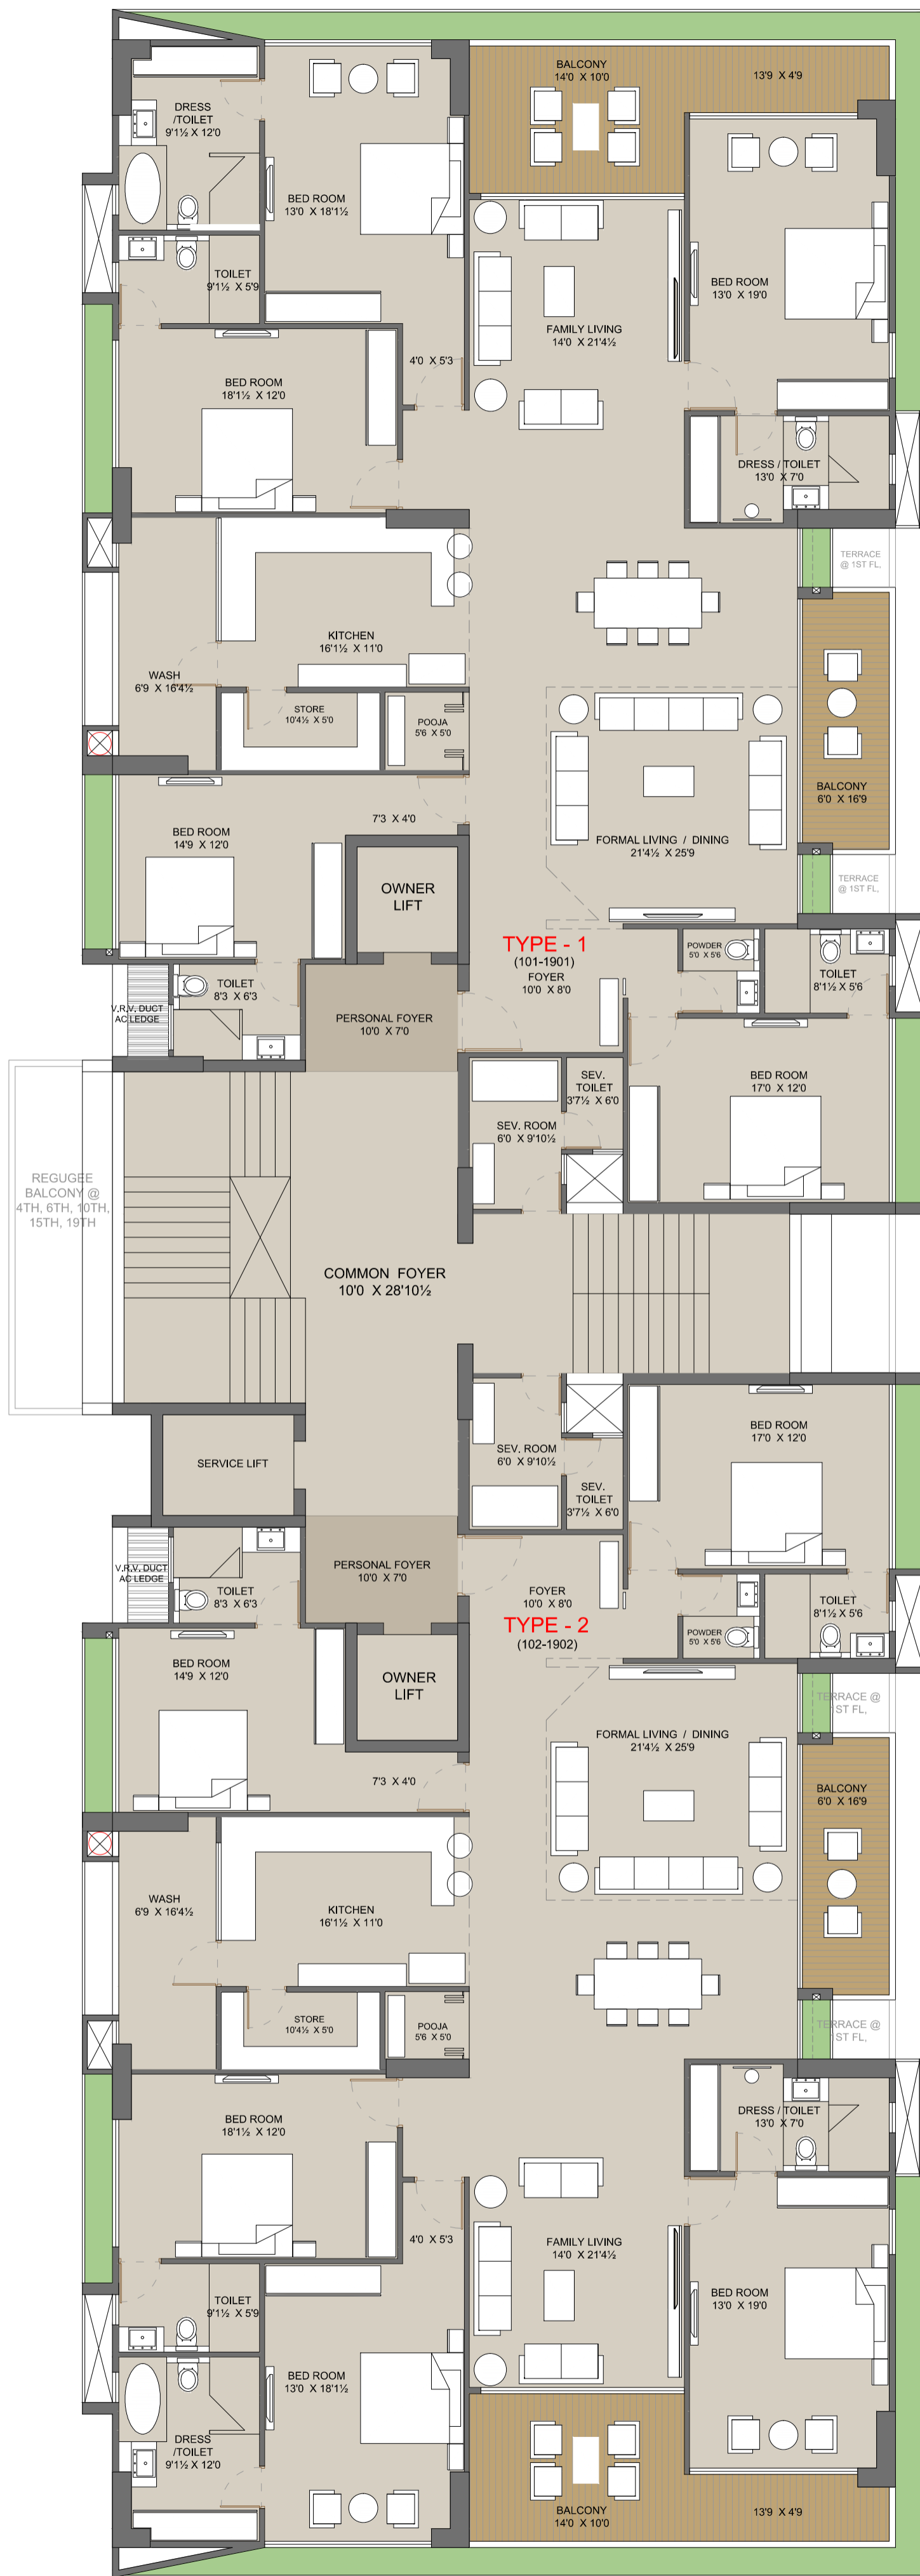 BALCONY
14'0 X 10'0
13'9 X 4'9
DRESS
/TOILET
9'1½ X 12'0
BED ROOM
13'0 X 18'1½
TOILET
9'1½ X 5'9
BED ROOM
13'0 X 19'0
FAMILY LIVING
14'0 X 21'4½
4'0 X 5'3
BED ROOM
18'1½ X 12'0
DRESS / TOILET
13'0 X 7'0
TERRACE
@ 1ST FL.
KITCHEN
16'1½ X 11'0
WASH
6'9 X 16'4½
STORE
10'4½ X 5'0
POOJA
5'6 X 5'0
BALCONY
6'0 X 16'9
7'3 X 4'0
BED ROOM
14'9 X 12'0
FORMAL LIVING / DINING
21'4½ X 25'9
TERRACE
@ 1ST FL,
OWNER
LIFT
TYPE - 1
(101-1901)
FOYER
10'0 X 8'0
POWDER
5'0 X 5'6
TOILET
8'1½ X 5'6
TOILET
8'3 X 6'3
V.R.V. DUCT
AC LEDGE
PERSONAL FOYER
10'0 X 7'0
SEV.
TOILET
3'7½ X 6'0
BED ROOM
17'0 X 12'0
SEV. ROOM
6'0 X 9'10½
REGUGEE
BALCONY @
4TH, 6TH, 10TH,
15TH, 19TH
COMMON FOYER
10'0 X 28'10½
BED ROOM
17'0 X 12'0
SEV. ROOM
6'0 X 9'10½
SERVICE LIFT
SEV.
TOILET
3'7½ X 6'0
V.R.V. DUCT
AC LEDGE
PERSONAL FOYER
10'0 X 7'0
TOILET
8'3 X 6'3
FOYER
10'0 X 8'0
TYPE - 2
(102-1902)
POWDER
5'0 X 5'6
TOILET
8'1½ X 5'6
BED ROOM
14'9 X 12'0
OWNER
LIFT
TERRACE @
1ST FL,
FORMAL LIVING / DINING
21'4½ X 25'9
7'3 X 4'0
BALCONY
6'0 X 16'9
WASH
6'9 X 16'4½
KITCHEN
16'1½ X 11'0
STORE
10'4½ X 5'0
POOJA
5'6 X 5'0
TERRACE @
1ST FL,
DRESS / TOILET
13'0 X 7'0
BED ROOM
18'1½ X 12'0
4'0 X 5'3
FAMILY LIVING
14'0 X 21'4½
TOILET
9'1½ X 5'9
BED ROOM
13'0 X 19'0
BED ROOM
13'0 X 18'1½
DRESS
/TOILET
9'1½ X 12'0
BALCONY
14'0 X 10'0
13'9 X 4'9